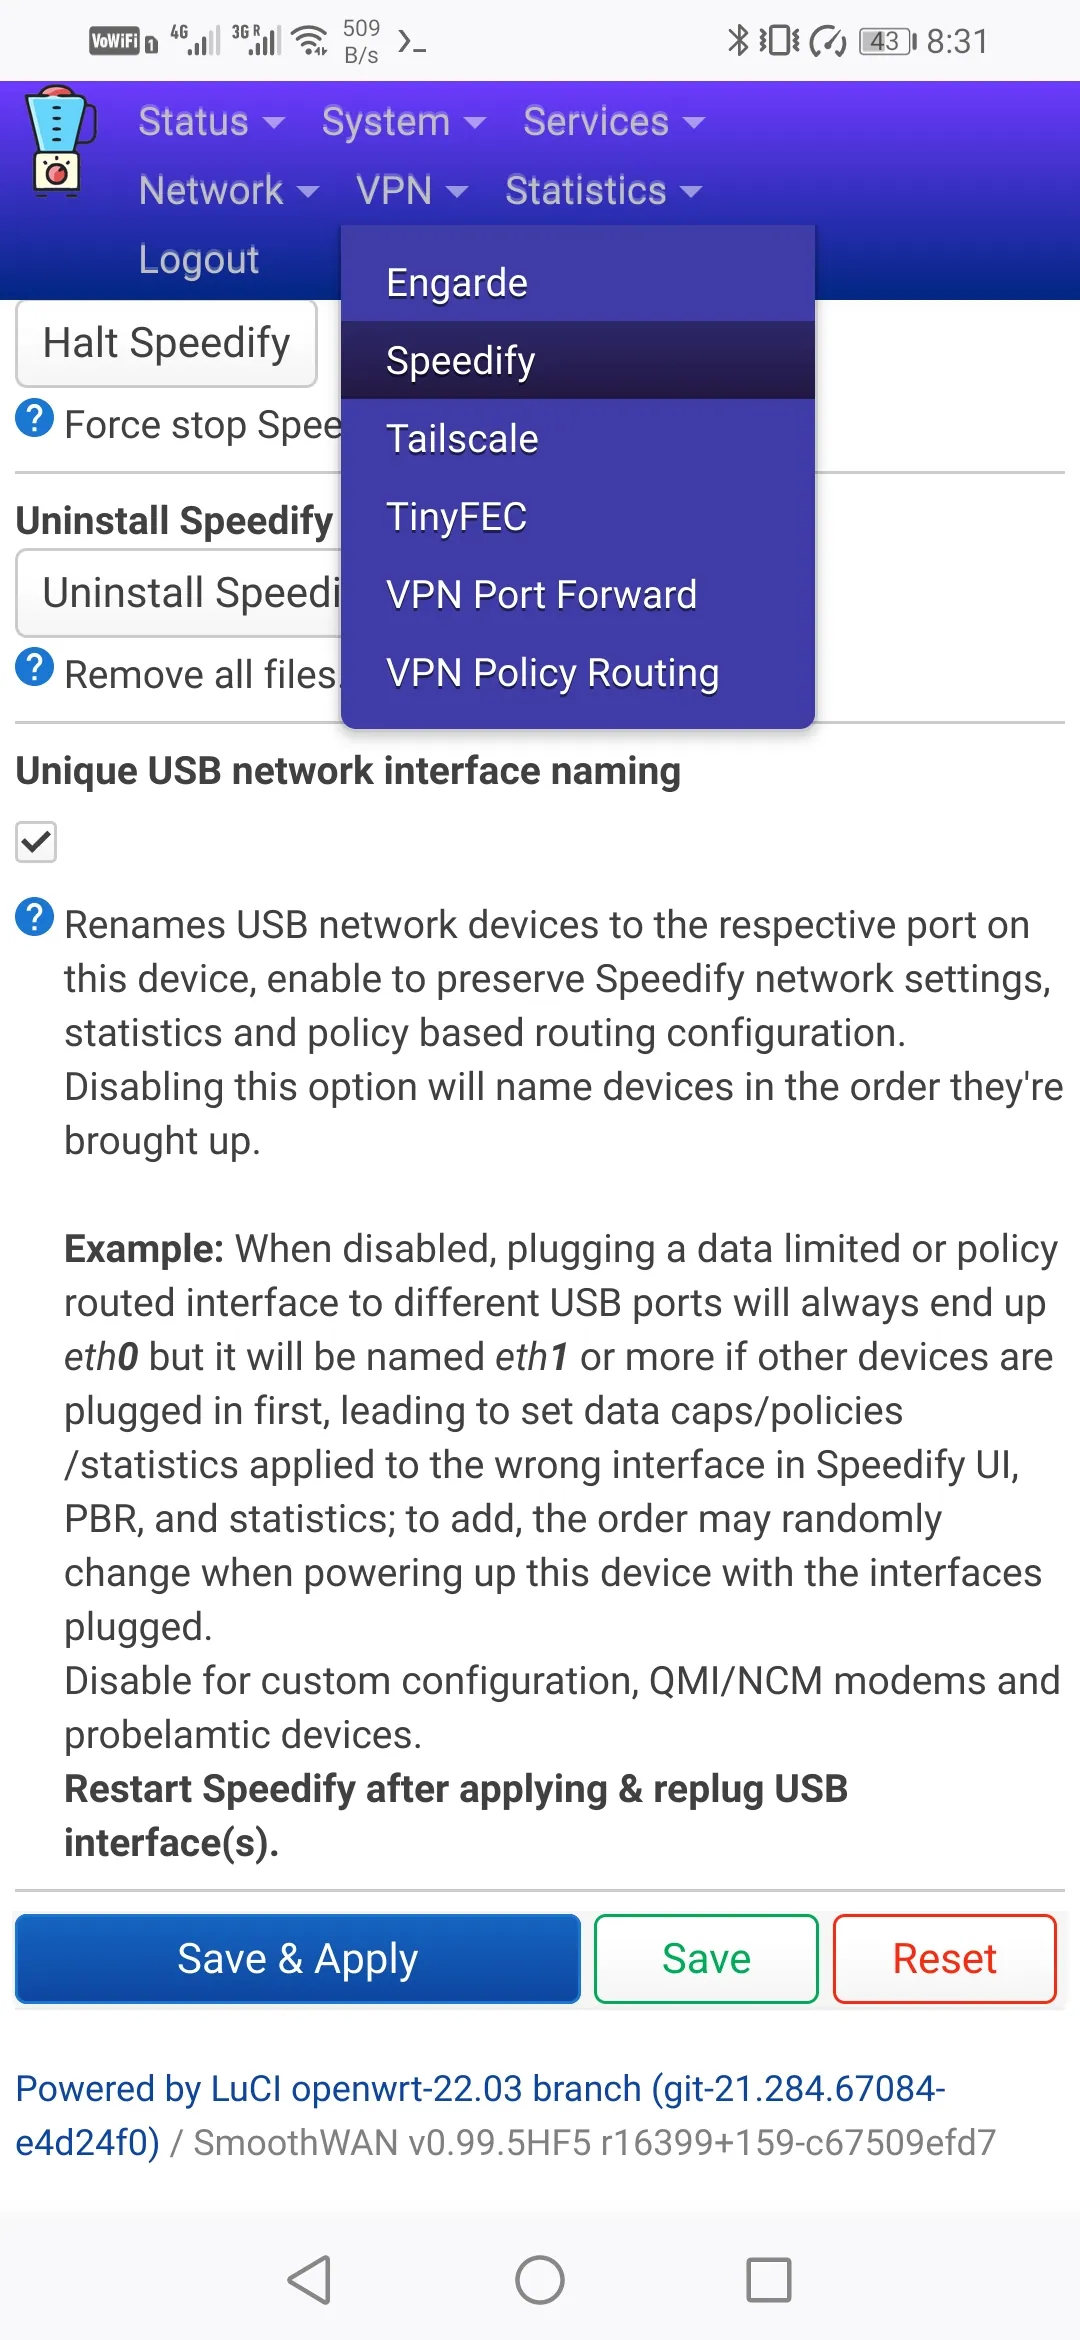 VoWiFi 1 4G 3G R 509 B/s >_ 43 8:31
Status System Services
Network VPN Statistics
Logout
Engarde
Speedify
Tailscale
TinyFEC
VPN Port Forward
VPN Policy Routing
Halt Speedify
? Force stop Spee
Uninstall Speedify
Uninstall Speedi
? Remove all files.
Unique USB network interface naming
? Renames USB network devices to the respective port on
this device, enable to preserve Speedify network settings,
statistics and policy based routing configuration.
Disabling this option will name devices in the order they're
brought up.
Example: When disabled, plugging a data limited or policy
routed interface to different USB ports will always end up
eth0 but it will be named eth1 or more if other devices are
plugged in first, leading to set data caps/policies
/statistics applied to the wrong interface in Speedify UI,
PBR, and statistics; to add, the order may randomly
change when powering up this device with the interfaces
plugged.
Disable for custom configuration, QMI/NCM modems and
probelamtic devices.
Restart Speedify after applying & replug USB
interface(s).
Save & Apply Save Reset
Powered by LuCI openwrt-22.03 branch (git-21.284.67084-
e4d24f0) / SmoothWAN v0.99.5HF5 r16399+159-c67509efd7